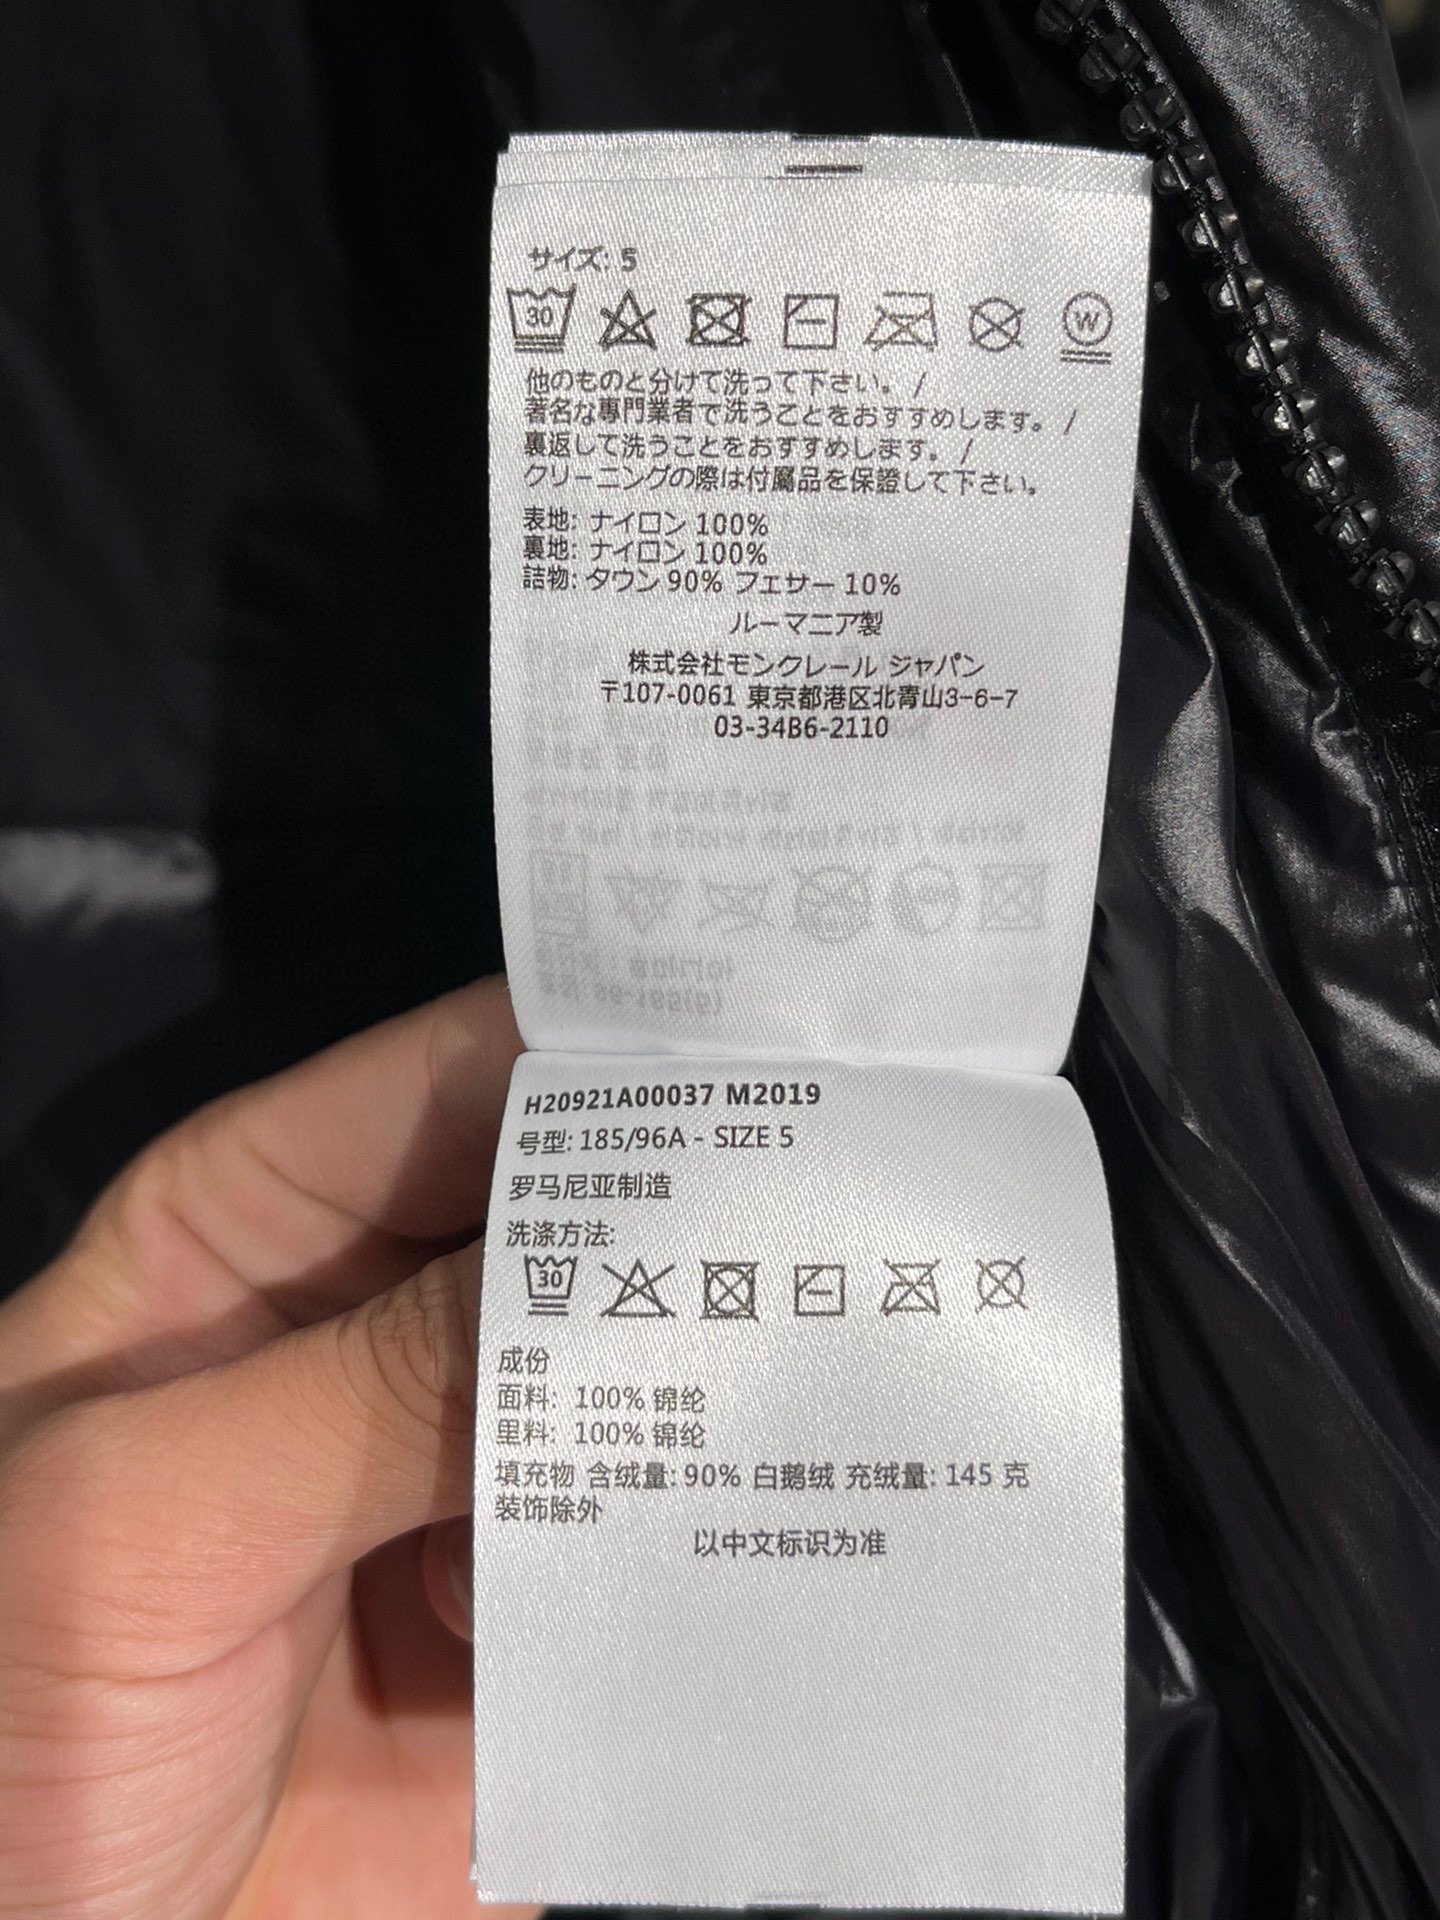 サイズ: 5
30
W
他のものと分けて洗って下さい。 /
著名な專門業者で洗うことをおすすめします。 /
裏返して洗うことをおすすめします。 /
クリーニングの際は付屬品を保證して下さい。
表地: ナイロン 100%
裏地: ナイロン 100%
詰物: タウン 90% フェサー 10%
ルーマニア製
株式会社モンクレール ジャパン
〒107-0061 東京都港区北青山3-6-7
03-34B6-2110
H20921A00037 M2019
号型: 185/96A - SIZE 5
罗马尼亚制造
洗涤方法:
30
成份
面料: 100% 锦纶
里料: 100% 锦纶
填充物 含绒量: 90% 白鹅绒 充绒量: 145 克
装饰除外
以中文标识为准